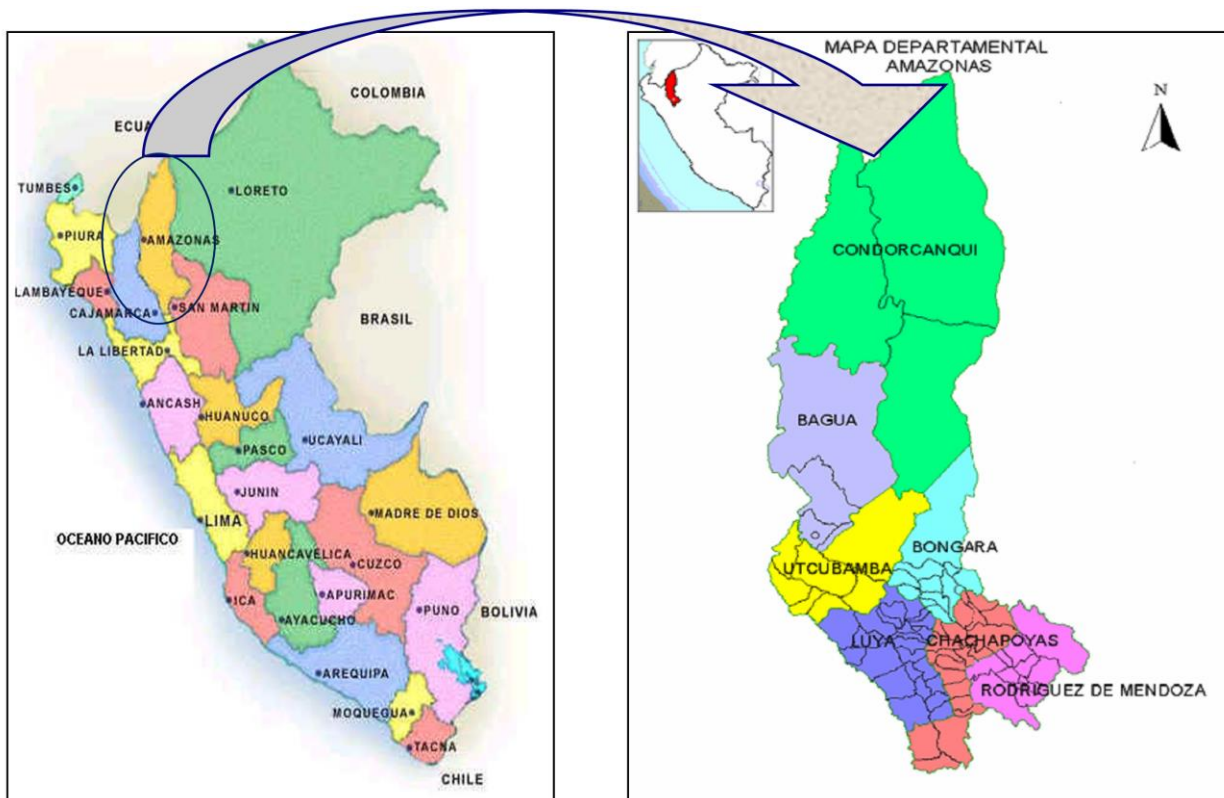 COLOMBIA
ECUA
TUMBES
LORETO
PIURA
AMAZONAS
LAMBAYEQUE
CAJAMARCA
SAN MARTIN
BRASIL
LA LIBERTAD
ANCASH
HUANUCO
UCAYALI
PASCO
JUNIN
LIMA
MADRE DE DIOS
OCEANO PACIFICO
HUANCAVELICA
CUZCO
ICA
APURIMAC
PUNO
BOLIVIA
AYACUCHO
AREQUIPA
MOQUEGUA
TACNA
CHILE
MAPA DEPARTAMENTAL
AMAZONAS
N
CONDORCANQUI
BAGUA
BONGARA
UTCUBAMBA
LUYA
CHACHAPOYAS
RODRIGUEZ DE MENDOZA